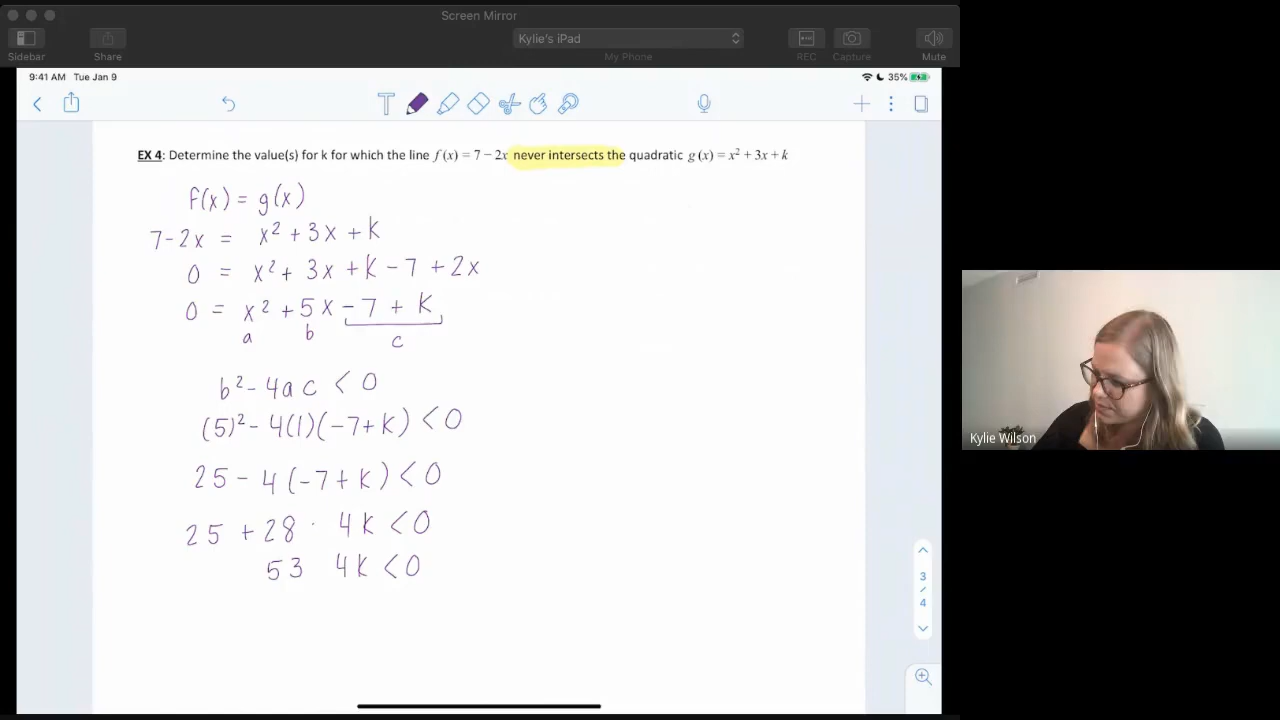 Screen Mirror
Kylie's iPad
Sidebar
Share
My Phone
REC
Capture
Mute
9:41 AM Tue Jan 9
35%
EX 4: Determine the value(s) for k for which the line f(x) = 7 − 2x never intersects the quadratic g(x) = x² + 3x + k
f(x) = g(x)
7 − 2x = x² + 3x + k
0 = x² + 3x + k − 7 + 2x
0 = x² + 5x − 7 + k
a b c
b² − 4ac < 0
(5)² − 4(1)(−7+k) < 0
25 − 4(−7+k) < 0
25 + 28 · 4k < 0
53 4k < 0
3
/
4
Kylie Wilson